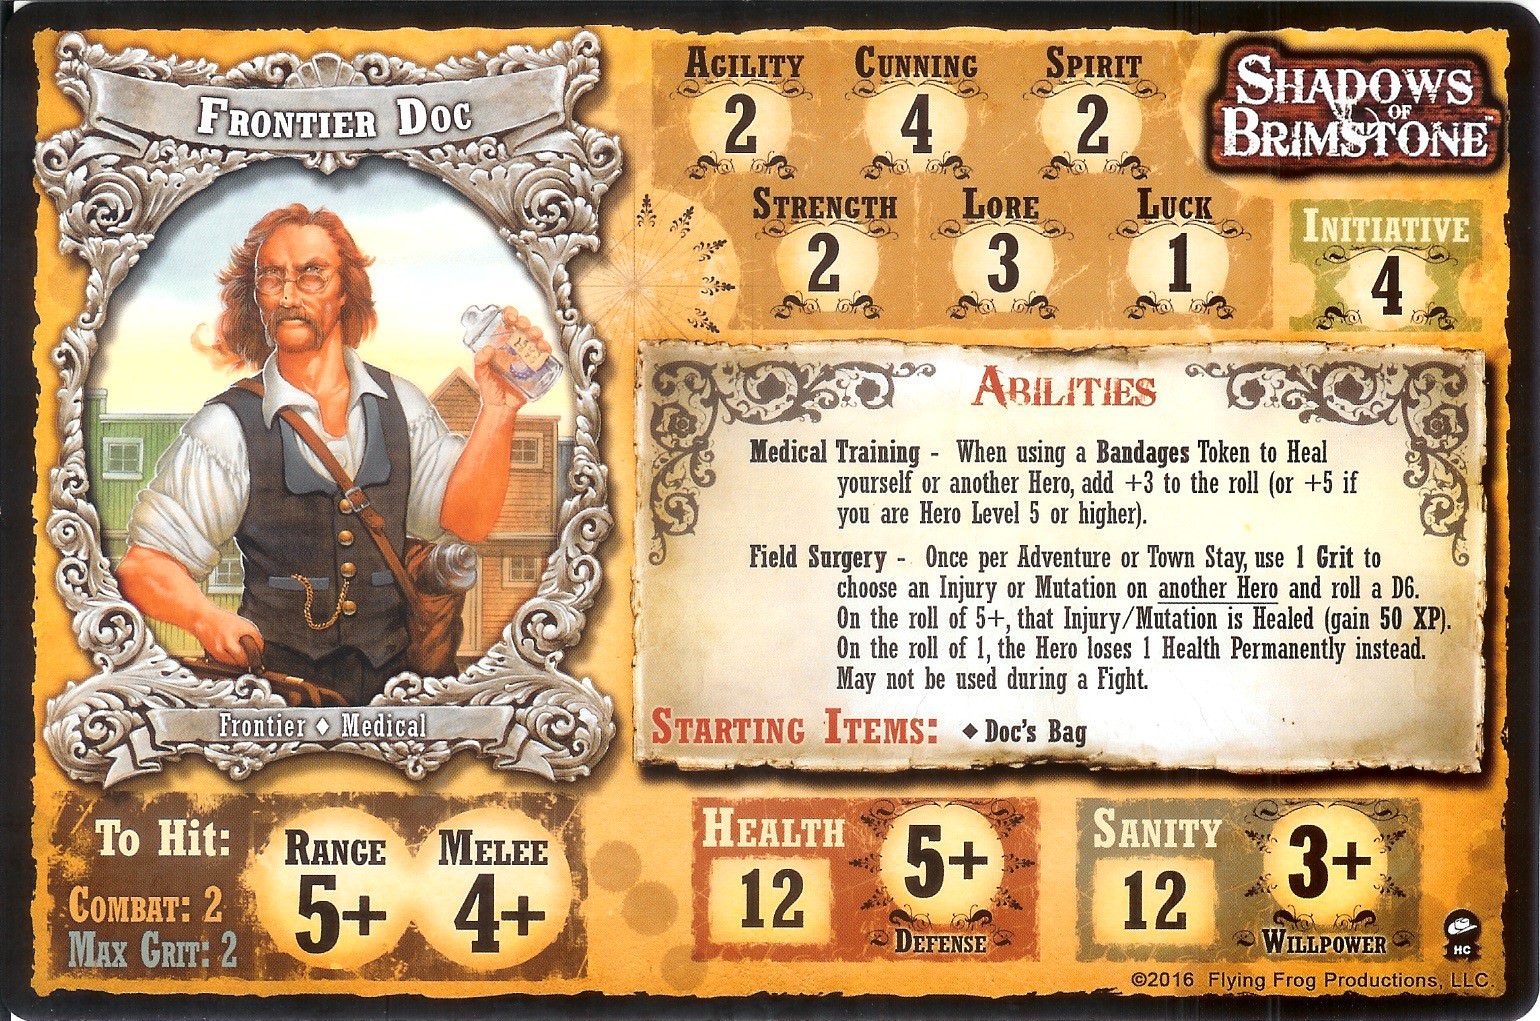 Frontier Doc
Agility
2
Cunning
4
Spirit
2
Shadows
of
Brimstone™
Strength
2
Lore
3
Luck
1
Initiative
4
Abilities
Medical Training - When using a Bandages Token to Heal
yourself or another Hero, add +3 to the roll (or +5 if
you are Hero Level 5 or higher).
Field Surgery - Once per Adventure or Town Stay, use 1 Grit to
choose an Injury or Mutation on another Hero and roll a D6.
On the roll of 5+, that Injury/Mutation is Healed (gain 50 XP).
On the roll of 1, the Hero loses 1 Health Permanently instead.
May not be used during a Fight.
Starting Items: ◆ Doc's Bag
Frontier ◆ Medical
To Hit:
Range
5+
Melee
4+
Combat: 2
Max Grit: 2
Health
12
5+
Defense
Sanity
12
3+
Willpower
HC
©2016 Flying Frog Productions, LLC.